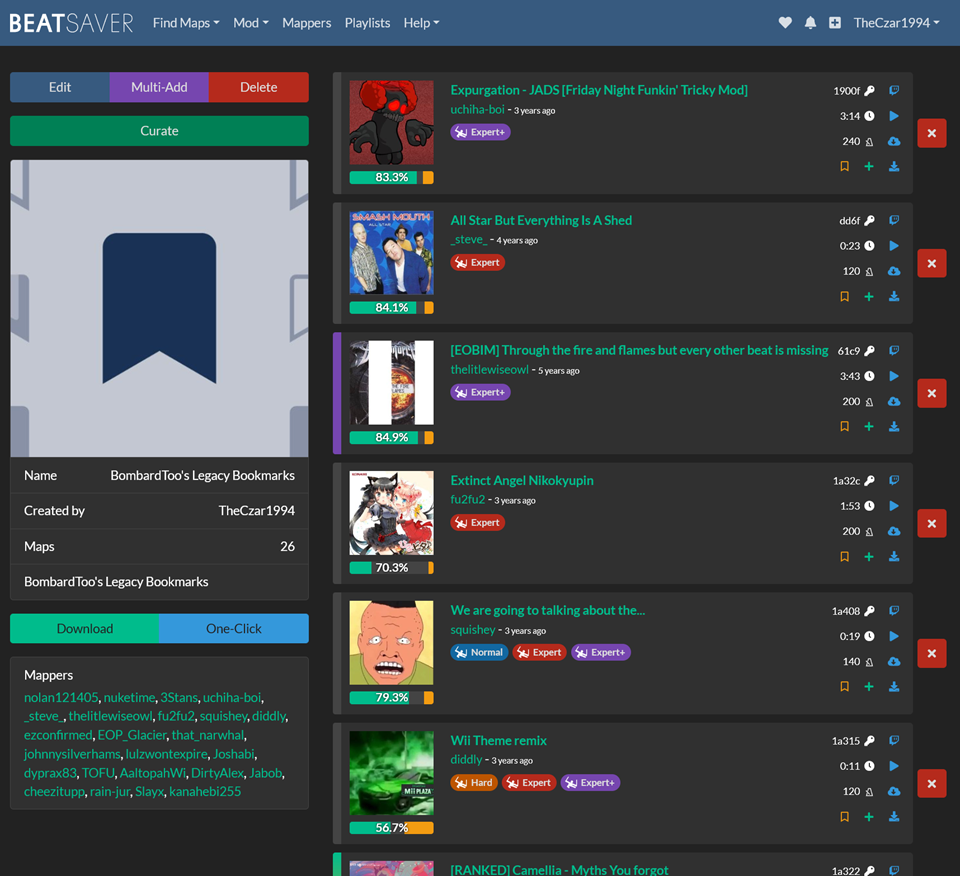 BEATSAVER Find Maps Mod Mappers Playlists Help TheCzar1994
Edit Multi-Add Delete
Curate
Name BombardToo's Legacy Bookmarks
Created by TheCzar1994
Maps 26
BombardToo's Legacy Bookmarks
Download One-Click
Mappers
nolan121405, nuketime, 3Stans, uchiha-boi,
_steve_, thelitlewiseowl, fu2fu2, squishey, diddly,
ezconfirmed, EOP_Glacier, that_narwhal,
johnnysilverhams, lulzwontexpire, Joshabi,
dyprax83, TOFU, AaltopahWi, DirtyAlex, Jabob,
cheezitupp, rain-jur, Slayx, kanahebi255
Expurgation - JADS [Friday Night Funkin' Tricky Mod] 1900f
uchiha-boi - 3 years ago 3:14
Expert+ 240
83.3%
SMASH MOUTH
ALL STAR
All Star But Everything Is A Shed dd6f
_steve_ - 4 years ago 0:23
Expert 120
84.1%
[EOBIM] Through the fire and flames but every other beat is missing 61c9
thelitlewiseowl - 5 years ago 3:43
Expert+ 200
84.9%
Extinct Angel Nikokyupin 1a32c
fu2fu2 - 3 years ago 1:53
Expert 200
70.3%
We are going to talking about the... 1a408
squishey - 3 years ago 0:19
Normal Expert Expert+ 140
79.3%
Wii Theme remix 1a315
diddly - 3 years ago 0:11
Hard Expert Expert+ 120
Mii PLAZA
56.7%
[RANKED] Camellia - Myths You forgot 1a322